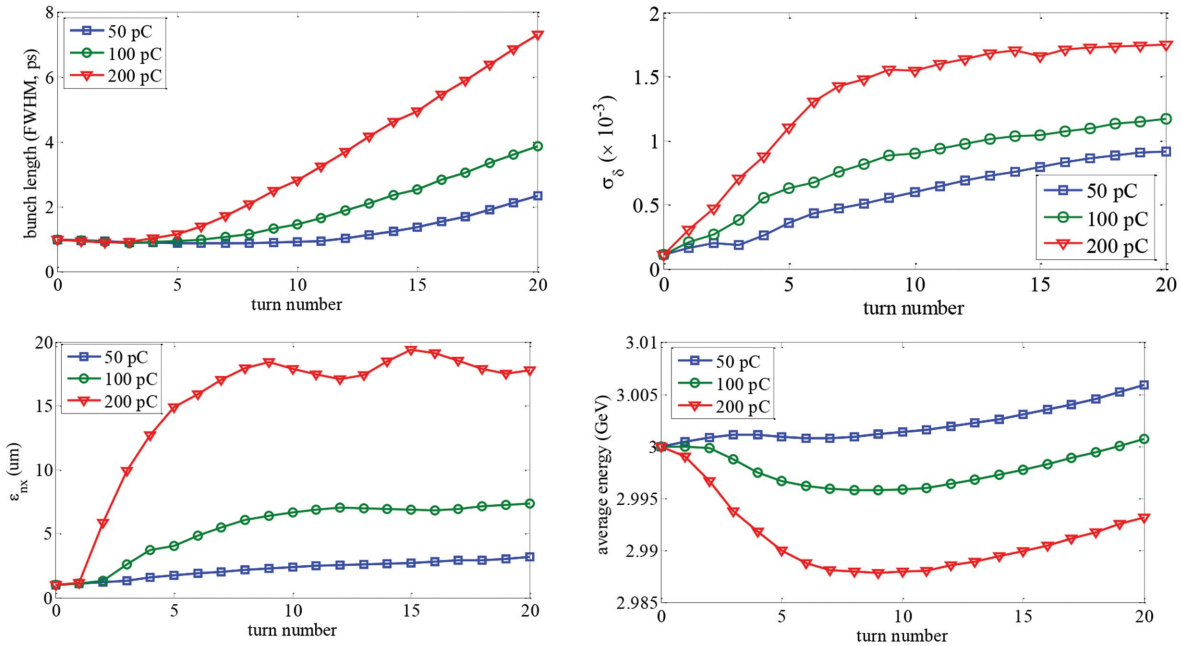 bunch length (FWHM, ps)
8
6
4
2
0
50 pC
100 pC
200 pC
0 5 10 15 20
turn number
σδ (× 10⁻³)
2
1.5
1
0.5
0
50 pC
100 pC
200 pC
0 5 10 15 20
turn number
εnx (um)
20
15
10
5
0
50 pC
100 pC
200 pC
0 5 10 15 20
turn number
average energy (GeV)
3.01
3.005
3
2.995
2.99
2.985
50 pC
100 pC
200 pC
0 5 10 15 20
turn number